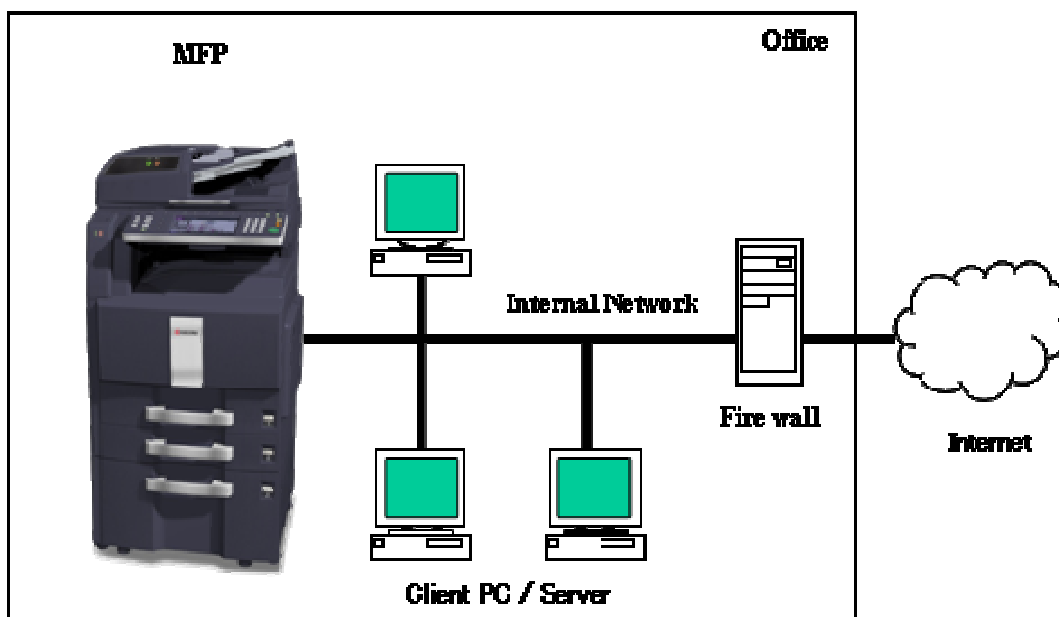 MFP
Office
Internal Network
Fire wall
Internet
Client PC / Server